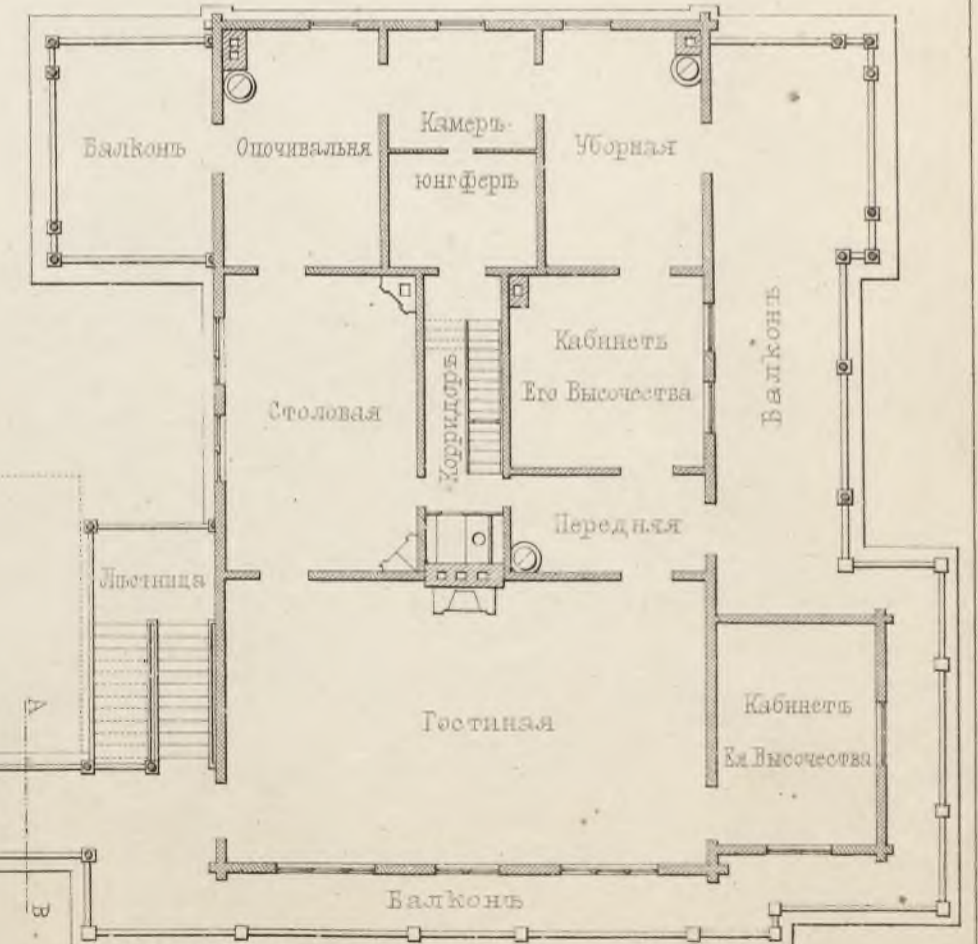 Балконъ
Опочивальня
Камеръ-
юнгферъ
Уборная
Столовая
Корридоръ
Кабинетъ
Его Высочества
Балконъ
Передняя
Лѣстница
Гостиная
Кабинетъ
Ея Высочества
Балконъ
А
В